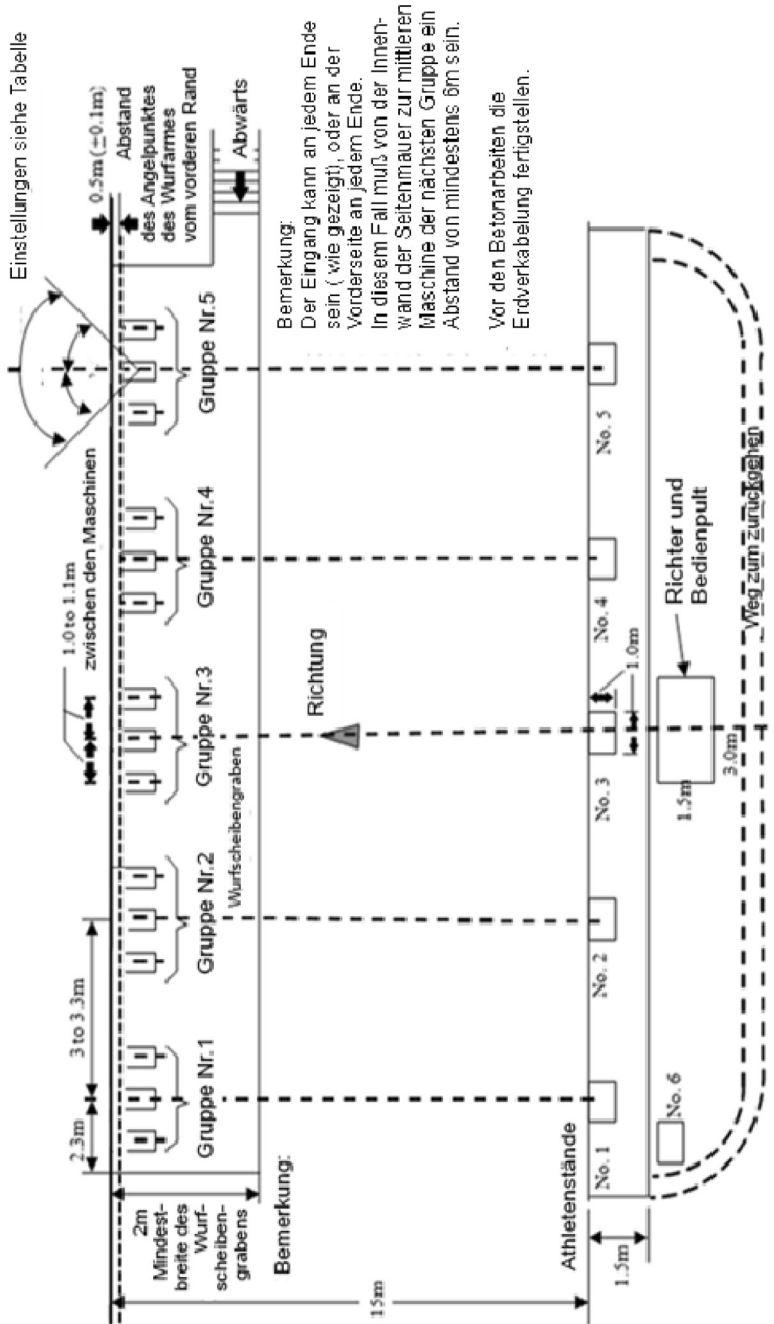 Einstellungen siehe Tabelle
0.5m (±0.1m)
Abstand
des Angelpunktes
des Wurfarmes
vom vorderen Rand
Abwärts
1.0 to 1.1m
zwischen den Maschinen
3 to 3.3m
2.3m
2m
Mindest-
breite des
Wurf-
scheiben-
grabens
Gruppe Nr.1
Gruppe Nr.2
Gruppe Nr.3
Gruppe Nr.4
Gruppe Nr.5
Wurfscheibengraben
Bemerkung:
Richtung
Bemerkung:
Der Eingang kann an jedem Ende
sein ( wie gezeigt), oder an der
Vorderseite an jedem Ende.
In diesem Fall muß von der Innen-
wand der Seitenmauer zur mittleren
Maschine der nächsten Gruppe ein
Abstand von mindestens 6m sein.
Vor den Betonarbeiten die
Erdverkabelung fertigstellen.
15m
Athletenstände
No. 1
No. 2
No. 3
No. 4
No. 5
1.0m
1.5m
No. 6
1.5m
3.0m
Richter und
Bedienpult
Weg zum zurückgehen